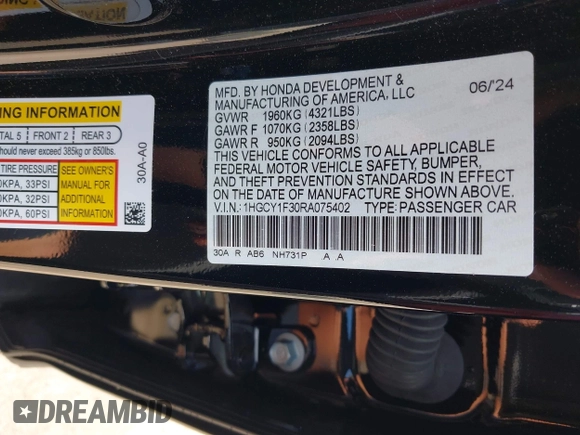 ING INFORMATION
TAL 5 FRONT 2 REAR 3
should never exceed 385kg or 850lbs.
TIRE PRESSURE
0KPA, 33PSI
0KPA, 32PSI
0KPA, 60PSI
SEE OWNER'S
MANUAL FOR
ADDITIONAL
INFORMATION
30A-A0
MFD. BY HONDA DEVELOPMENT &
MANUFACTURING OF AMERICA, LLC
06/24
GVWR 1960KG (4321LBS)
GAWR F 1070KG (2358LBS)
GAWR R 950KG (2094LBS)
THIS VEHICLE CONFORMS TO ALL APPLICABLE
FEDERAL MOTOR VEHICLE SAFETY, BUMPER,
AND THEFT PREVENTION STANDARDS IN EFFECT
ON THE DATE OF MANUFACTURE SHOWN ABOVE.
V.I.N.: 1HGCY1F30RA075402 TYPE: PASSENGER CAR
30A R AB6 NH731P A A
DREAMBID